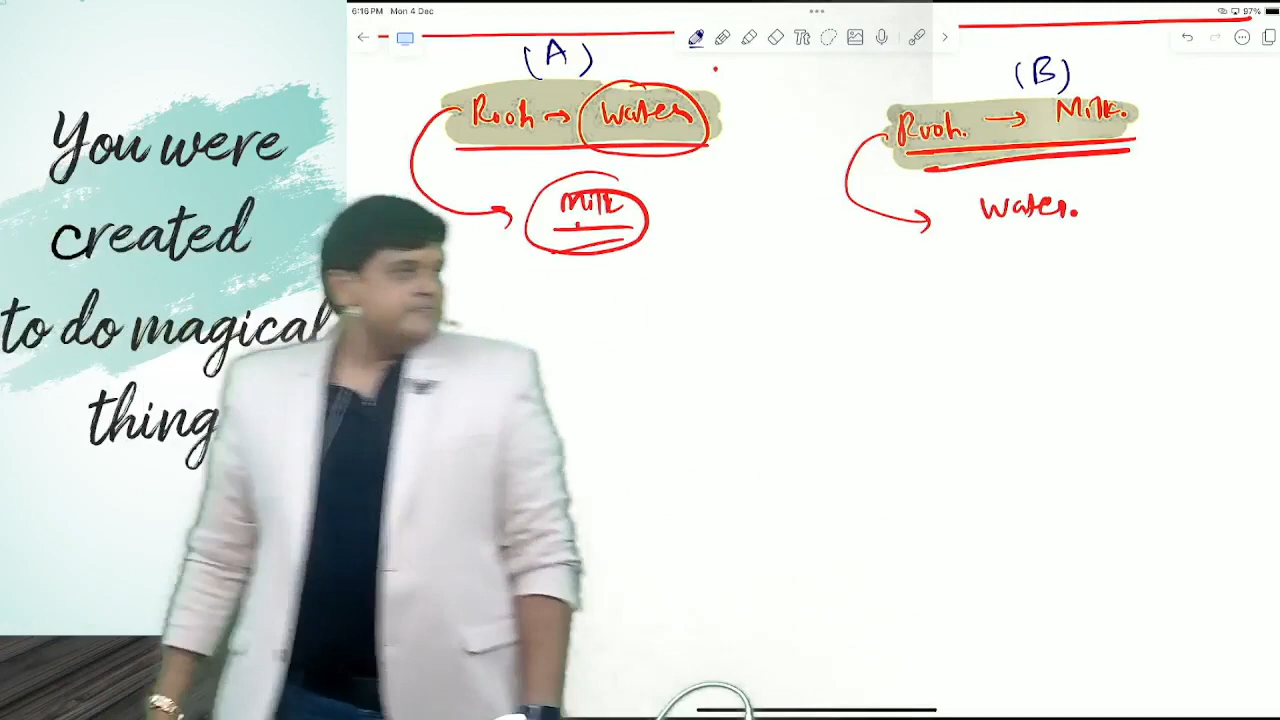 6:16 PM Mon 4 Dec
97%
You were
created
to do magical
thing
(A)
Rooh → Water
Milk
(B)
Rooh. → Milk.
Water.